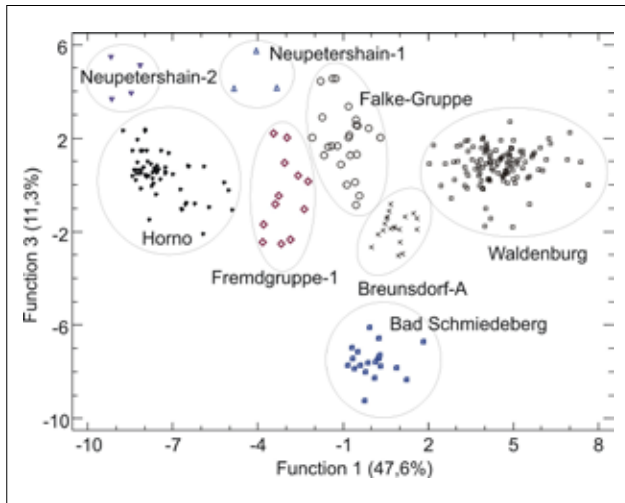 6
Neupetershain-1
Neupetershain-2
Falke-Gruppe
2
Function 3 (11,3%)
-2
Horno
Waldenburg
Fremdgruppe-1
Breunsdorf-A
-6
Bad Schmiedeberg
-10
-10 -7 -4 -1 2 5 8
Function 1 (47,6%)